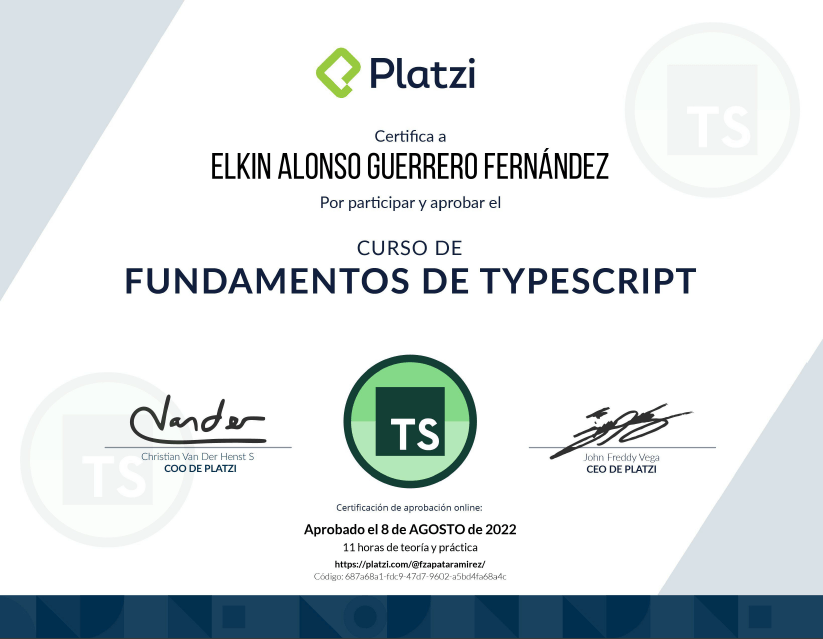 Platzi
TS
Certifica a
ELKIN ALONSO GUERRERO FERNÁNDEZ
Por participar y aprobar el
CURSO DE
FUNDAMENTOS DE TYPESCRIPT
Vander
TS
TS
Christian Van Der Henst S
COO DE PLATZI
John Freddy Vega
CEO DE PLATZI
Certificación de aprobación online:
Aprobado el 8 de AGOSTO de 2022
11 horas de teoría y práctica
https://platzi.com/@fzapataramirez/
Código: 687a68a1-fdc9-47d7-9602-a5bd4fa68a4c